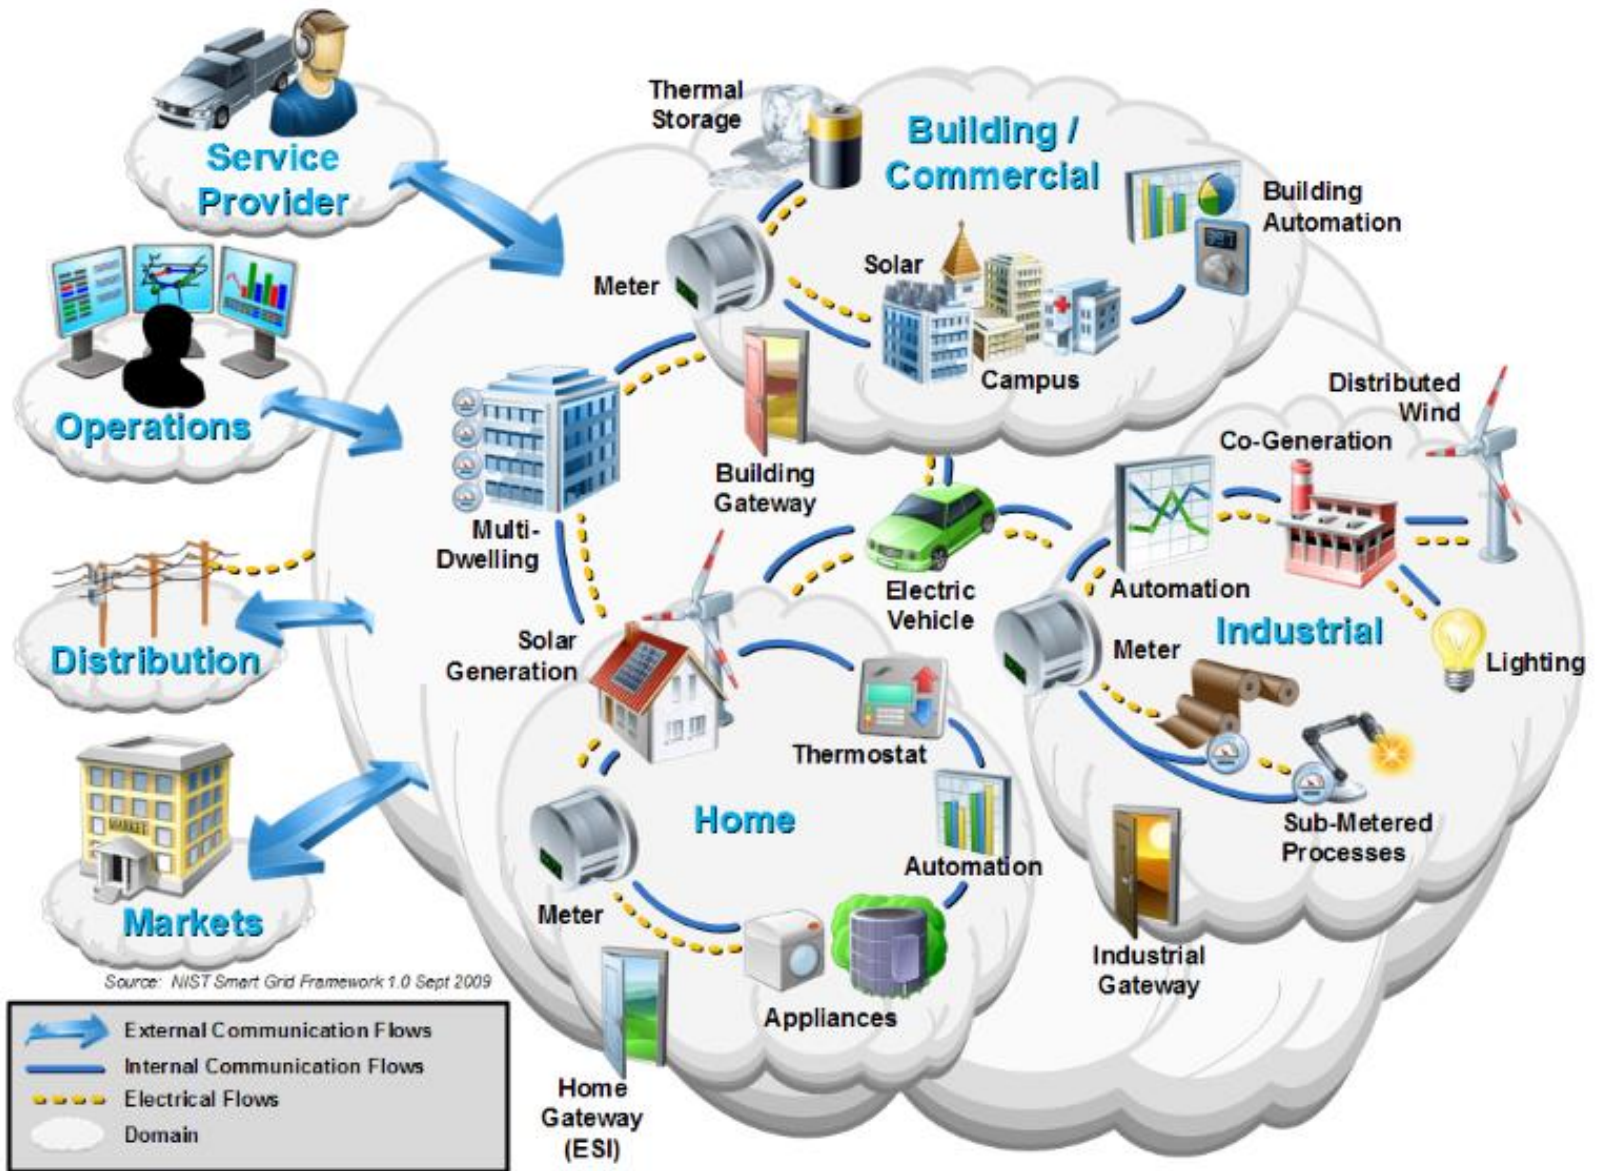 Service
Provider
Operations
Distribution
MARKET
Markets
Thermal
Storage
Building /
Commercial
Building
Automation
Meter
Solar
Campus
Building
Gateway
Multi-
Dwelling
Electric
Vehicle
Distributed
Wind
Co-Generation
Automation
Industrial
Meter
Lighting
Sub-Metered
Processes
Industrial
Gateway
Solar
Generation
Thermostat
Home
Automation
Meter
Appliances
Home
Gateway
(ESI)
Source: NIST Smart Grid Framework 1.0 Sept 2009
External Communication Flows
Internal Communication Flows
Electrical Flows
Domain